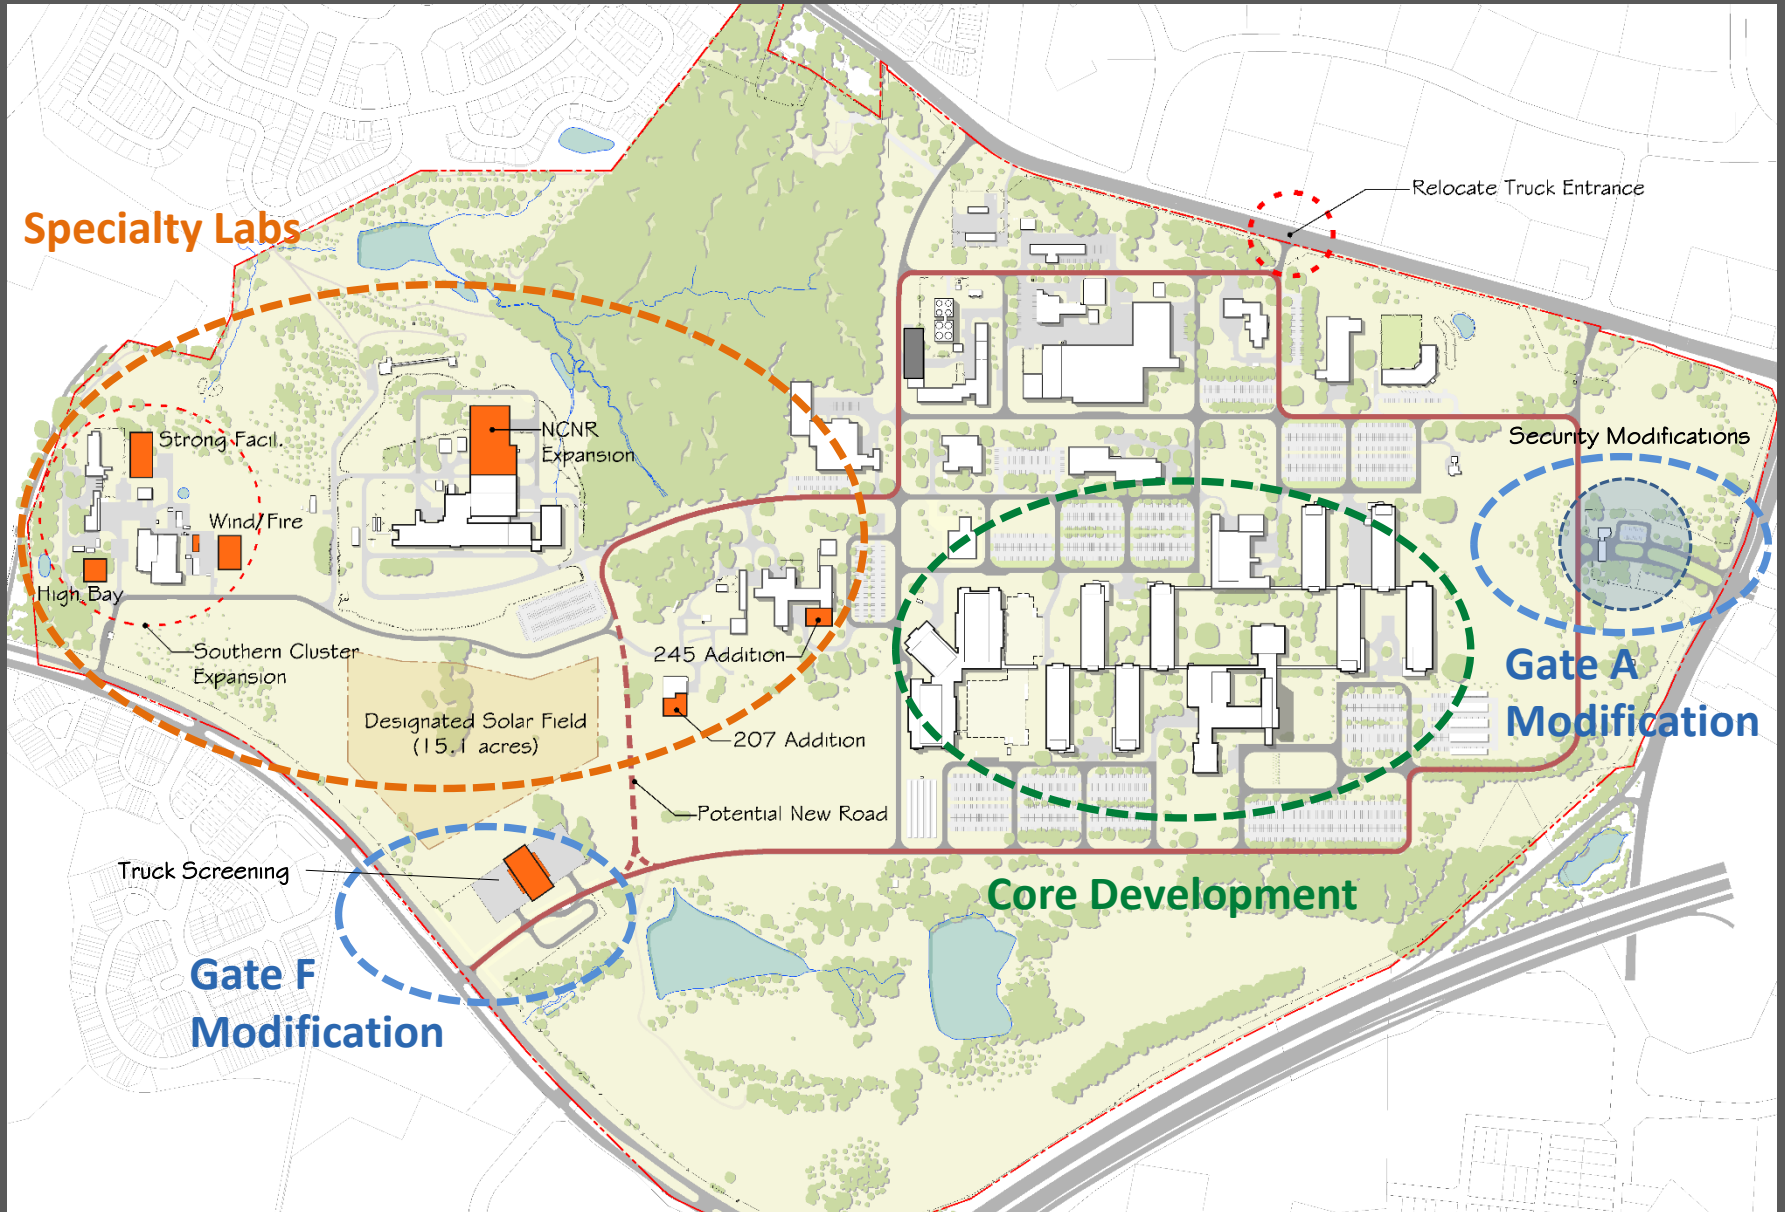 Relocate Truck Entrance
Specialty Labs
Security Modifications
Strong Facil.
NCNR
Expansion
Wind/Fire
High Bay
Southern Cluster
Expansion
245 Addition
Gate A
Modification
Designated Solar Field
(15.1 acres)
207 Addition
Potential New Road
Truck Screening
Core Development
Gate F
Modification